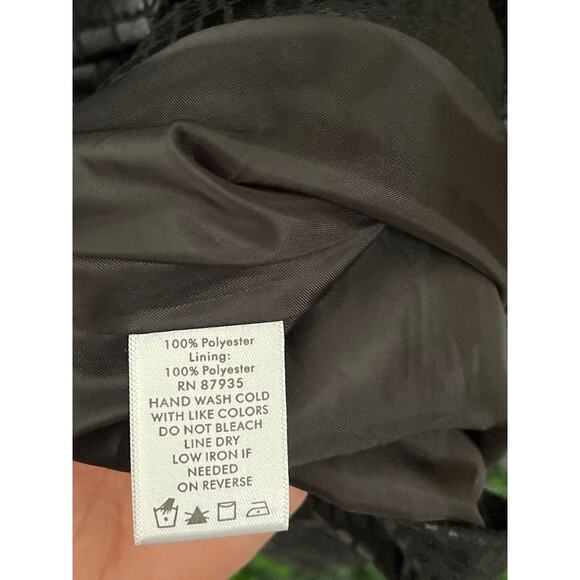 100% Polyester
Lining:
100% Polyester
RN 87935
HAND WASH COLD
WITH LIKE COLORS
DO NOT BLEACH
LINE DRY
LOW IRON IF
NEEDED
ON REVERSE